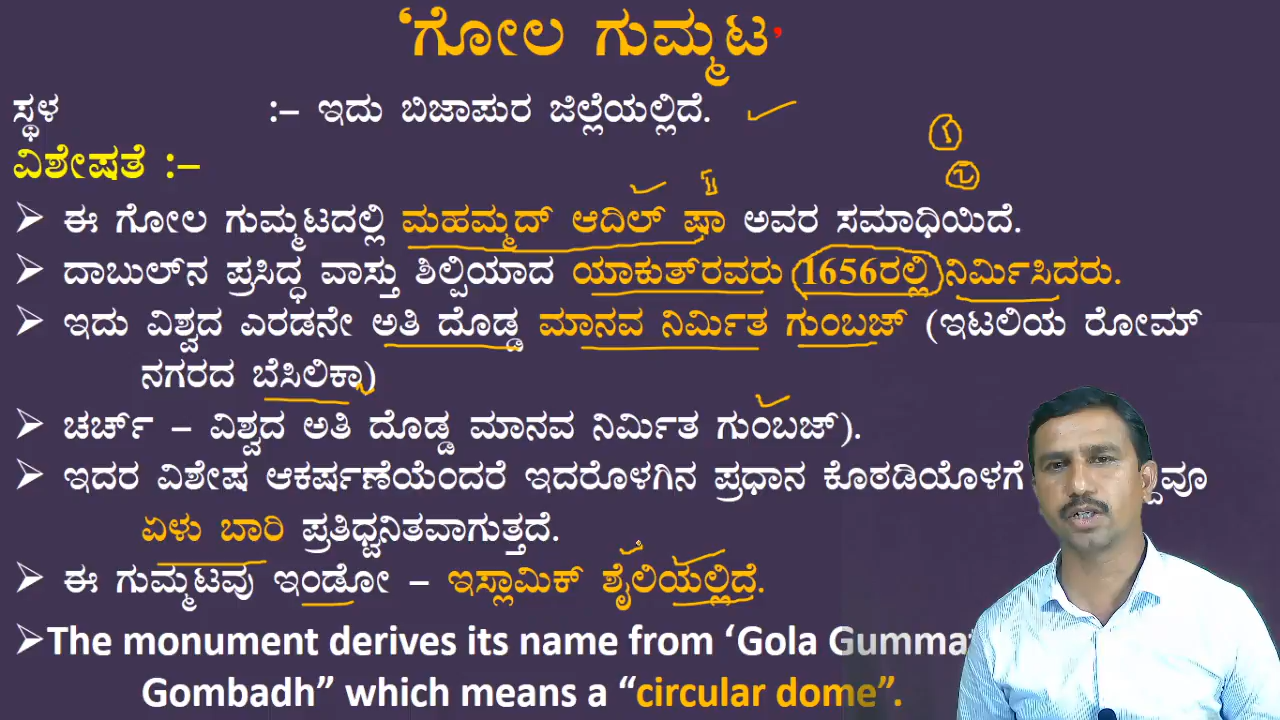 ‘ಗೋಲ ಗುಮ್ಮಟ’
ಸ್ಥಳ :– ಇದು ಬಿಜಾಪುರ ಜಿಲ್ಲೆಯಲ್ಲಿದೆ.
1
ವಿಶೇಷತೆ :–
2
II
➢ ಈ ಗೋಲ ಗುಮ್ಮಟದಲ್ಲಿ ಮಹಮ್ಮದ್ ಆದಿಲ್ ಷಾ ಅವರ ಸಮಾಧಿಯಿದೆ.
➢ ದಾಬುಲ್‌ನ ಪ್ರಸಿದ್ಧ ವಾಸ್ತು ಶಿಲ್ಪಿಯಾದ ಯಾಕುತ್‌ರವರು 1656ರಲ್ಲಿ ನಿರ್ಮಿಸಿದರು.
➢ ಇದು ವಿಶ್ವದ ಎರಡನೇ ಅತಿ ದೊಡ್ಡ ಮಾನವ ನಿರ್ಮಿತ ಗುಂಬಜ್ (ಇಟಲಿಯ ರೋಮ್
ನಗರದ ಬೆಸಿಲಿಕ್ಕಾ)
➢ ಚರ್ಚ್ – ವಿಶ್ವದ ಅತಿ ದೊಡ್ಡ ಮಾನವ ನಿರ್ಮಿತ ಗುಂಬಜ್).
➢ ಇದರ ವಿಶೇಷ ಆಕರ್ಷಣೆಯೆಂದರೆ ಇದರೊಳಗಿನ ಪ್ರಧಾನ ಕೊಠಡಿಯೊಳಗೆ
ಏಳು ಬಾರಿ ಪ್ರತಿಧ್ವನಿತವಾಗುತ್ತದೆ.
➢ ಈ ಗುಮ್ಮಟವು ಇಂಡೋ – ಇಸ್ಲಾಮಿಕ್ ಶೈಲಿಯಲ್ಲಿದೆ.
➢The monument derives its name from ‘Gola
Gombadh” which means a “circular dome”.